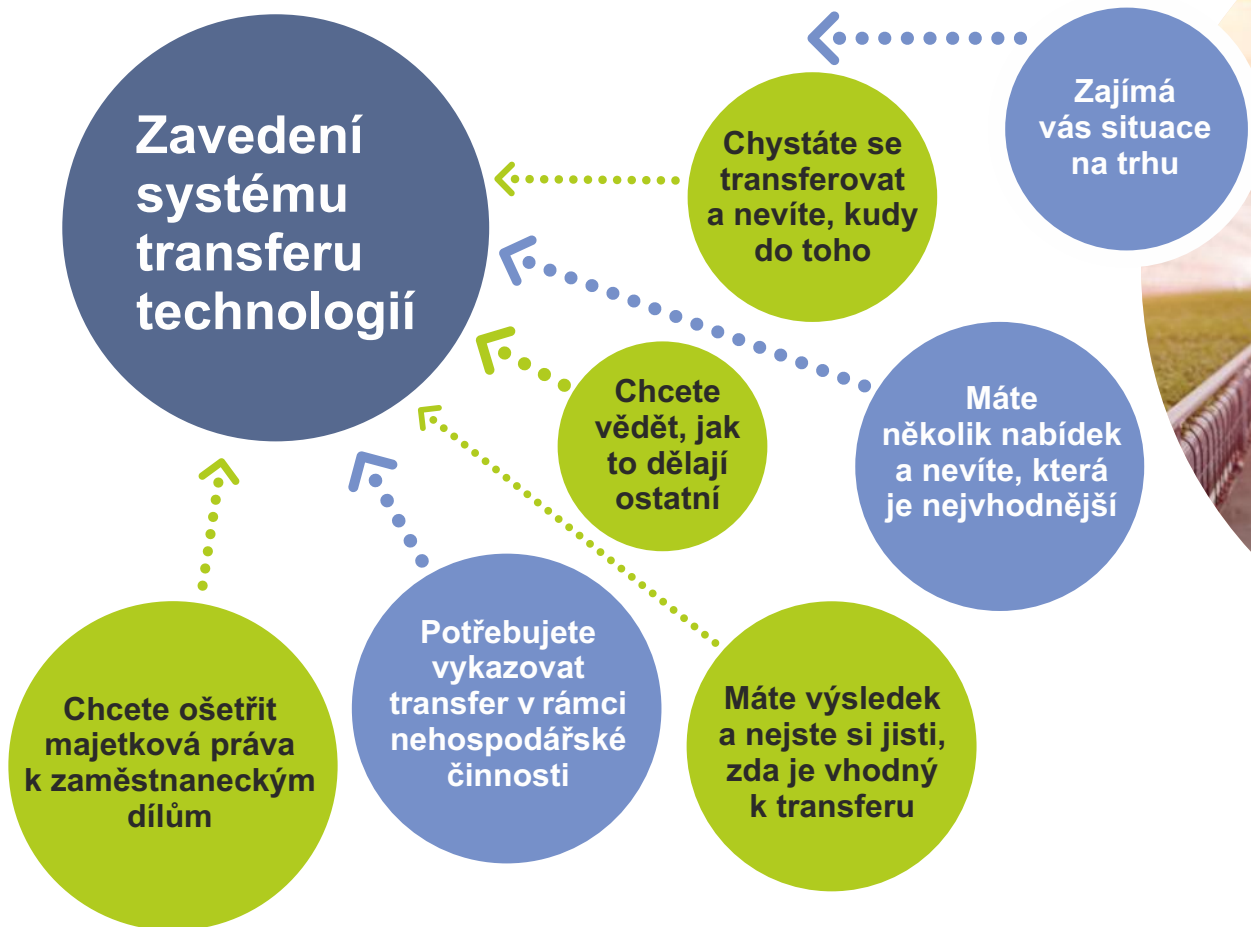 Zavedení
systému
transferu
technologií
Zajímá
vás situace
na trhu
Chystáte se
transferovat
a nevíte, kudy
do toho
Chcete
vědět, jak
to dělají
ostatní
Máte
několik nabídek
a nevíte, která
je nejvhodnější
Chcete ošetřit
majetková práva
k zaměstnaneckým
dílům
Potřebujete
vykazovat
transfer v rámci
nehospodářské
činnosti
Máte výsledek
a nejste si jisti,
zda je vhodný
k transferu